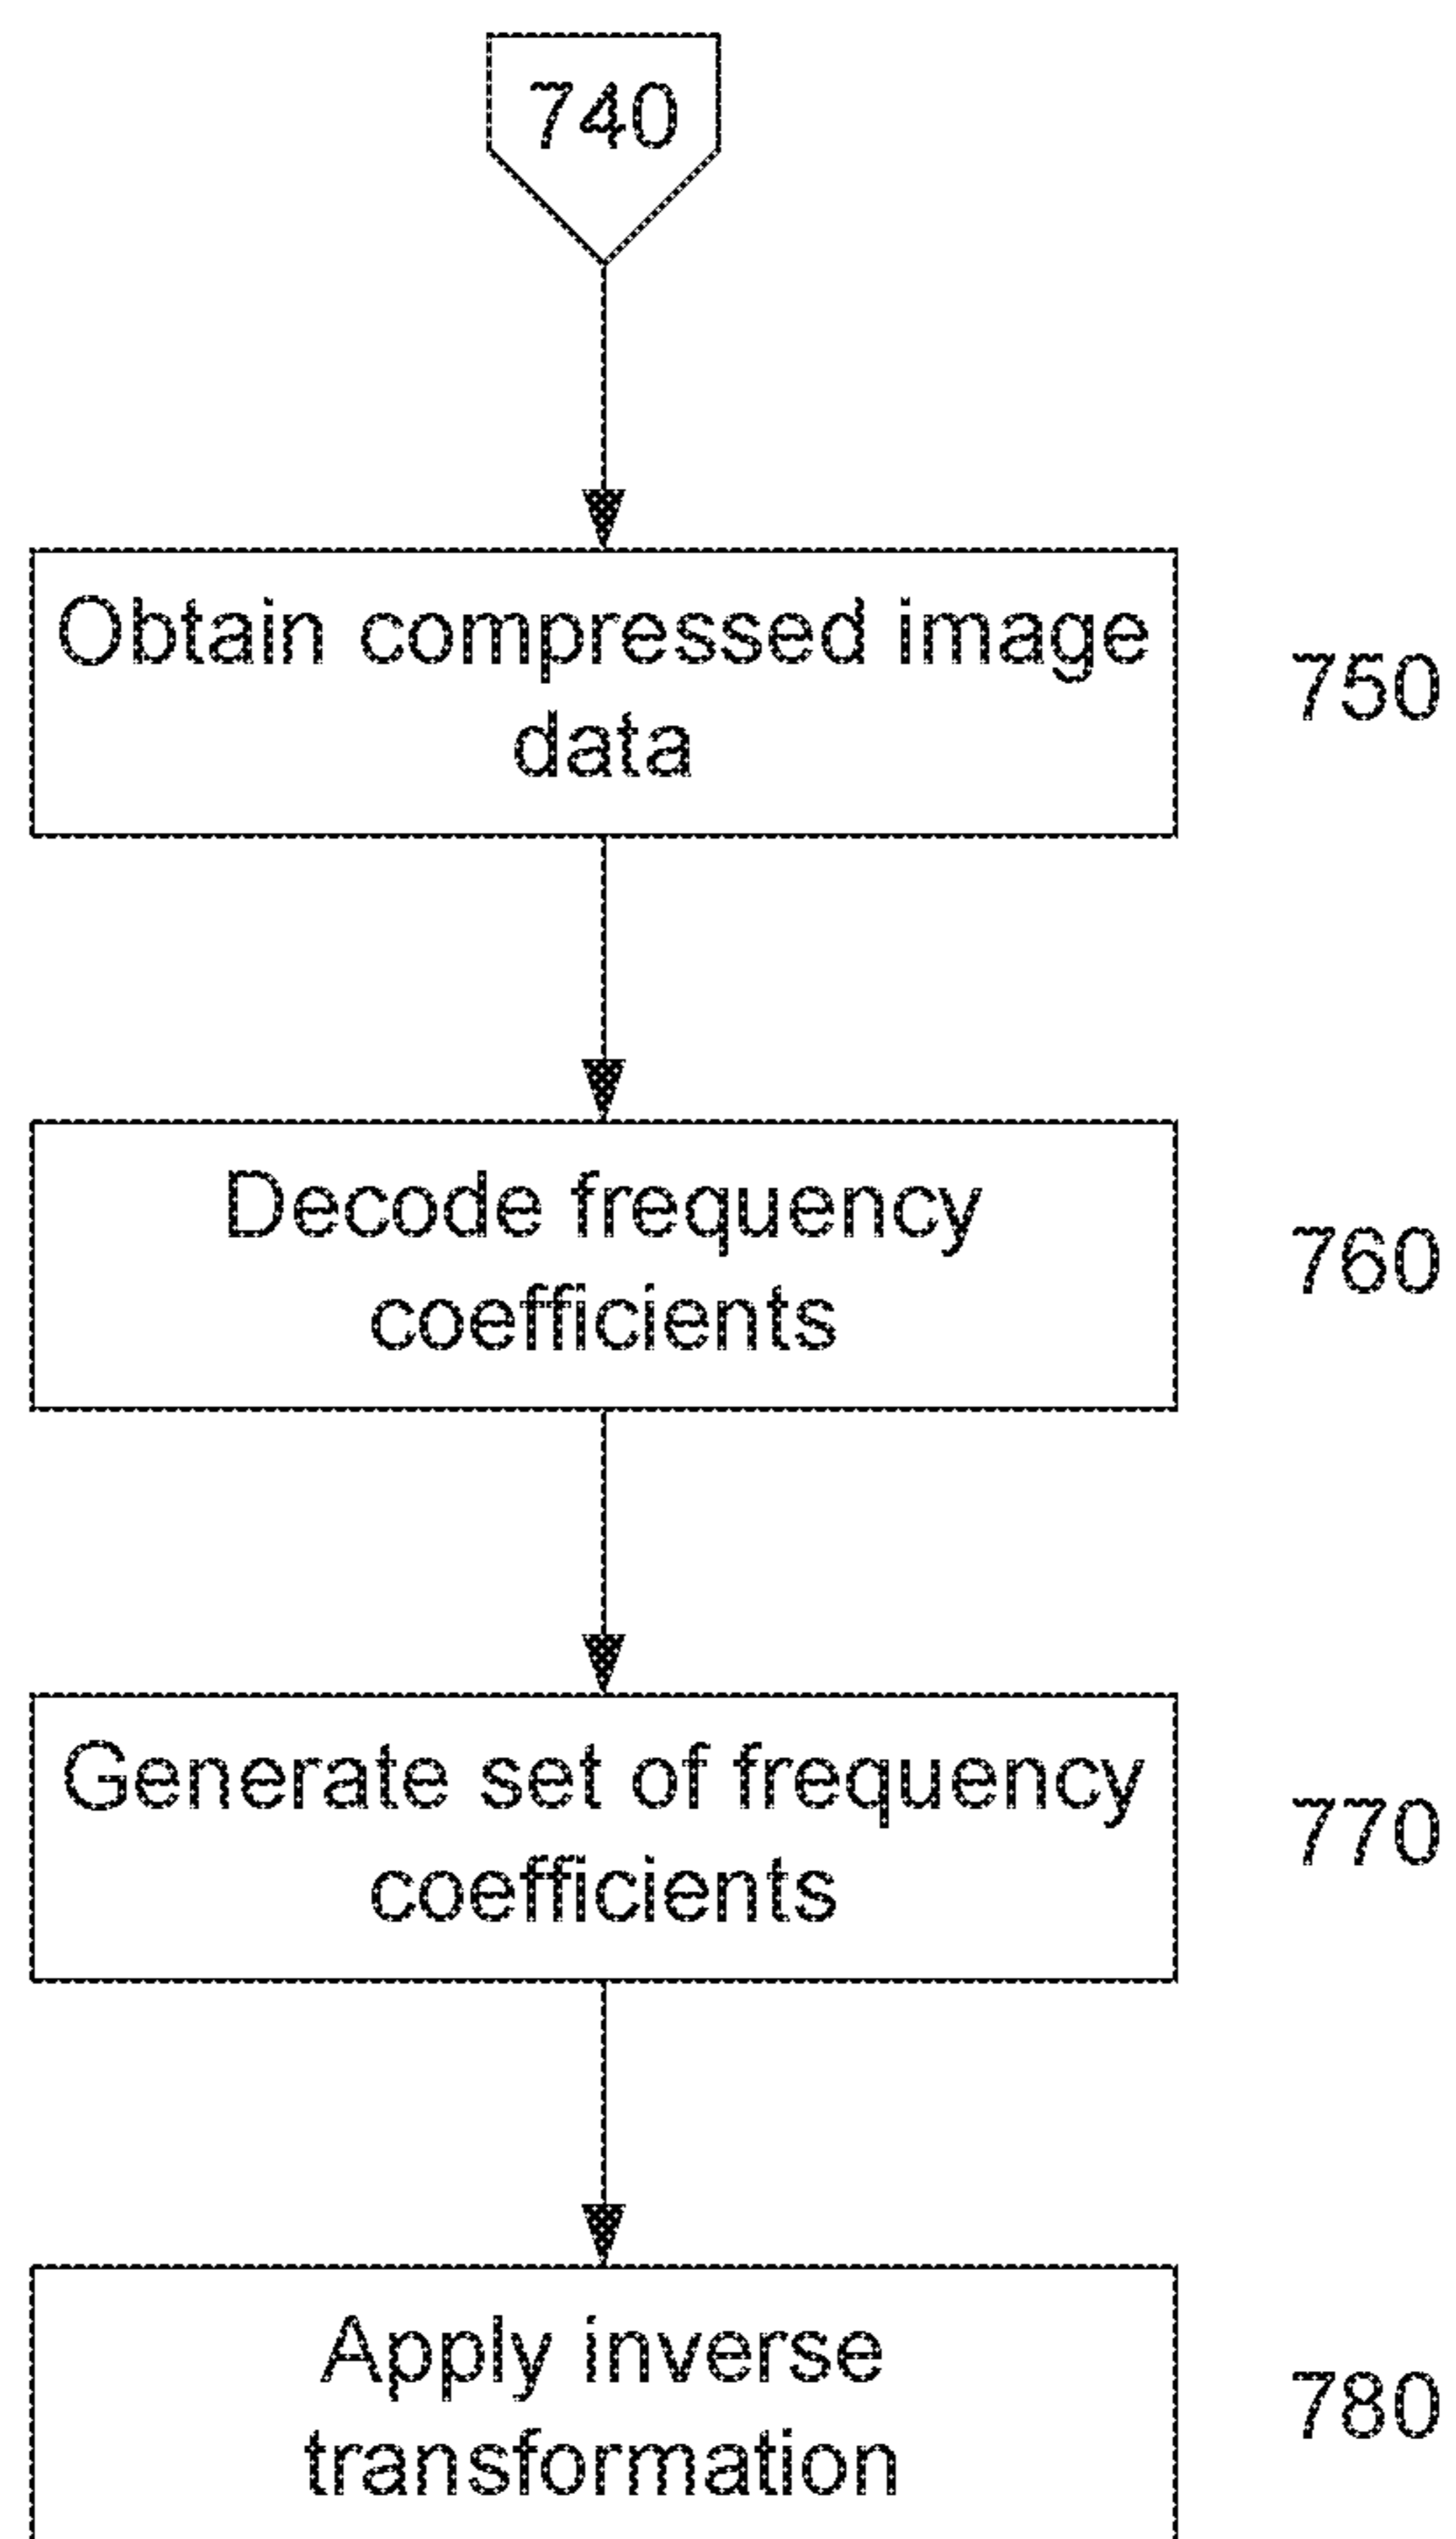 740
Obtain compressed image
data
750
Decode frequency
coefficients
760
Generate set of frequency
coefficients
770
Apply inverse
transformation
780